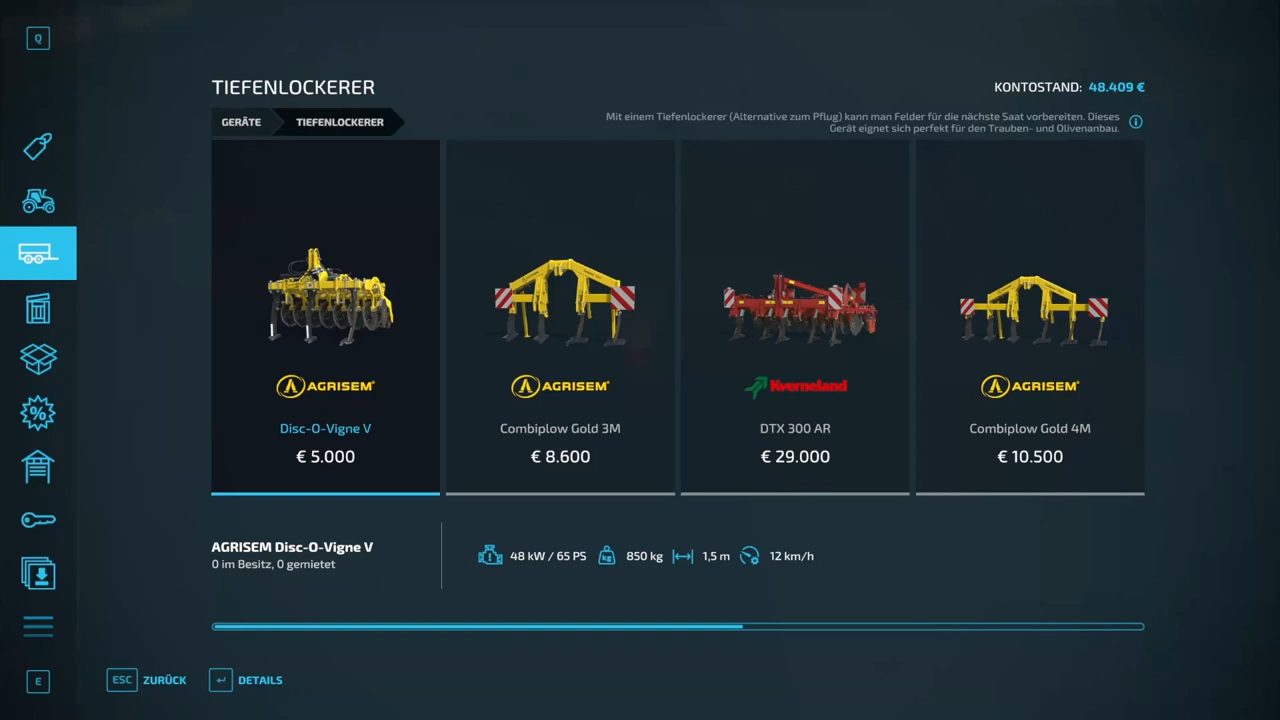 Q
TIEFENLOCKERER
KONTOSTAND: 48.409 €
GERÄTE
TIEFENLOCKERER
Mit einem Tiefenlockerer (Alternative zum Pflug) kann man Felder für die nächste Saat vorbereiten. Dieses
Gerät eignet sich perfekt für den Trauben- und Olivenanbau.
AGRISEM
Disc-O-Vigne V
€ 5.000
AGRISEM
Combiplow Gold 3M
€ 8.600
Kverneland
DTX 300 AR
€ 29.000
AGRISEM
Combiplow Gold 4M
€ 10.500
AGRISEM Disc-O-Vigne V
0 im Besitz, 0 gemietet
48 kW / 65 PS
kg
850 kg
1,5 m
12 km/h
E
ESC ZURÜCK
DETAILS